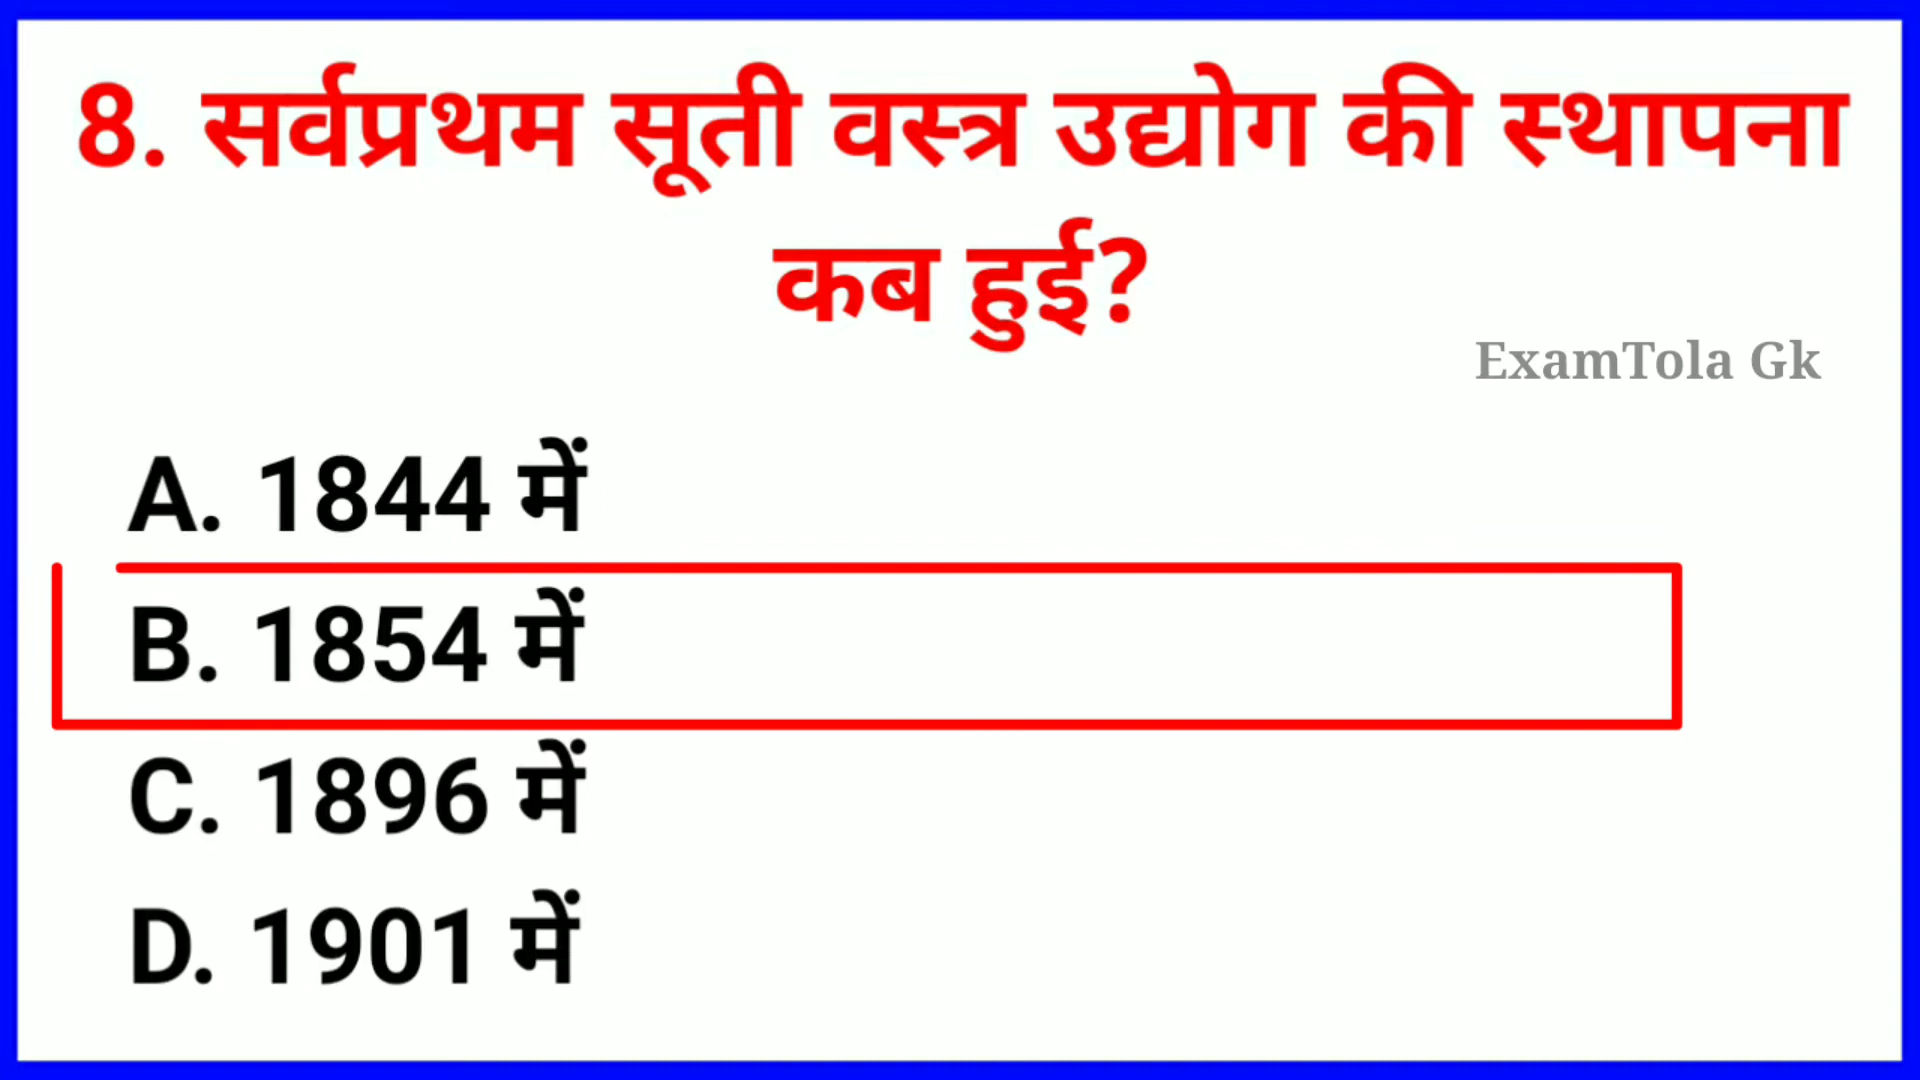 8. सर्वप्रथम सूती वस्त्र उद्योग की स्थापना
कब हुई?
ExamTola Gk
A. 1844 में
B. 1854 में
C. 1896 में
D. 1901 में